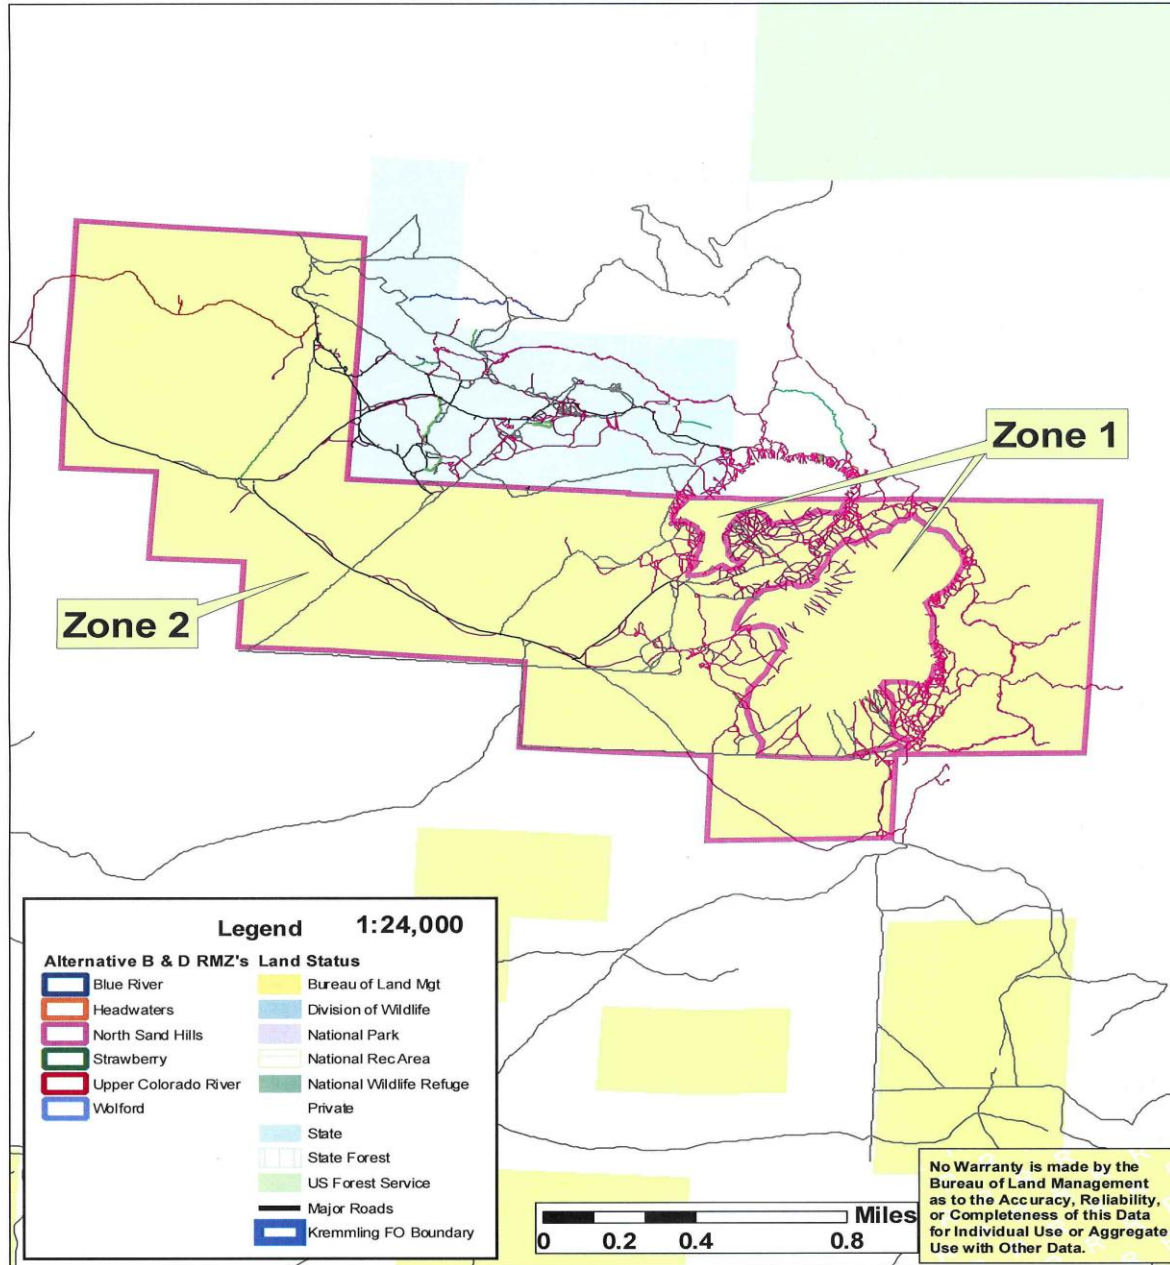 Zone 1
Zone 2
Legend 1:24,000
Alternative B & D RMZ's
Blue River
Headwaters
North Sand Hills
Strawberry
Upper Colorado River
Wolford
Land Status
Bureau of Land Mgt
Division of Wildlife
National Park
National Rec Area
National Wildlife Refuge
Private
State
State Forest
US Forest Service
Major Roads
Kremmling FO Boundary
Miles
0 0.2 0.4 0.8
No Warranty is made by the
Bureau of Land Management
as to the Accuracy, Reliability,
or Completeness of this Data
for Individual Use or Aggregate
Use with Other Data.